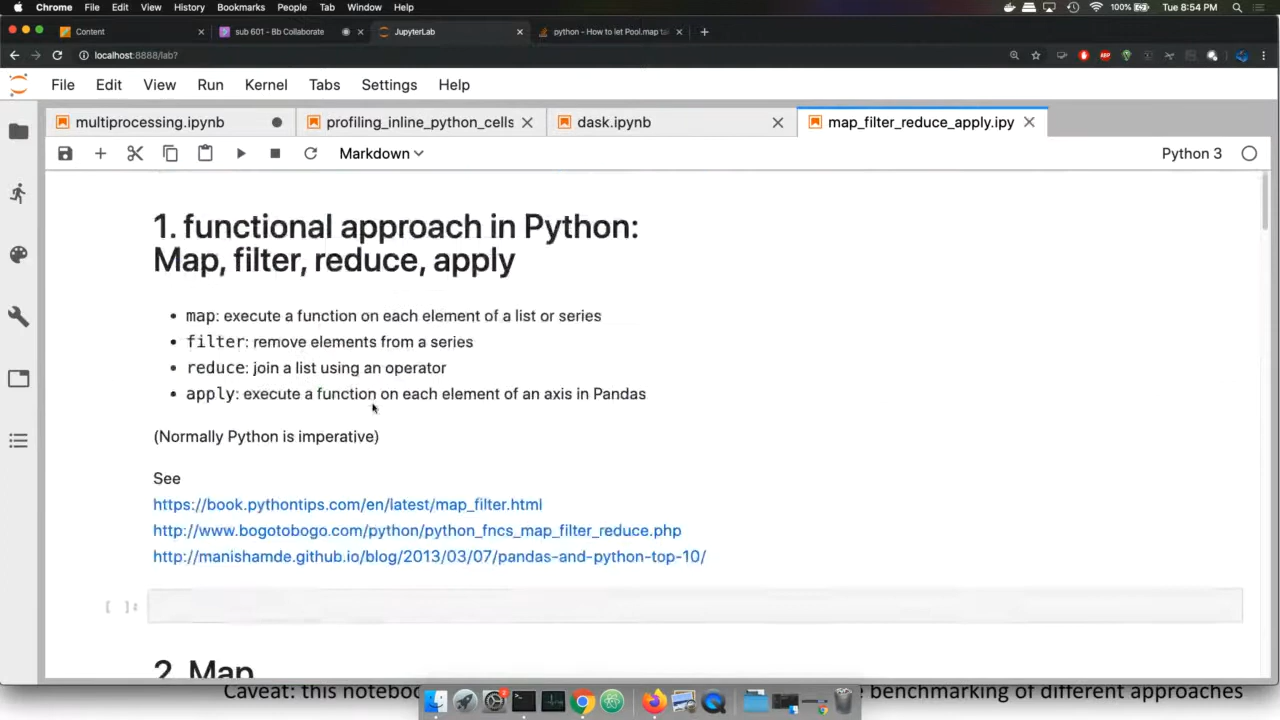 Chrome File Edit View History Bookmarks People Tab Window Help 100% Tue 8:54 PM
Content sub 601 - Bb Collaborate JupyterLab python - How to let Pool.map ta
localhost:8888/lab?
File Edit View Run Kernel Tabs Settings Help
multiprocessing.ipynb profiling_inline_python_cells dask.ipynb map_filter_reduce_apply.ipy
Markdown Python 3
1. functional approach in Python:
Map, filter, reduce, apply
• map: execute a function on each element of a list or series
• filter: remove elements from a series
• reduce: join a list using an operator
• apply: execute a function on each element of an axis in Pandas
(Normally Python is imperative)
See
https://book.pythontips.com/en/latest/map_filter.html
http://www.bogotobogo.com/python/python_fncs_map_filter_reduce.php
http://manishamde.github.io/blog/2013/03/07/pandas-and-python-top-10/
[ ]:
2. Map
Caveat: this noteboo benchmarking of different approaches